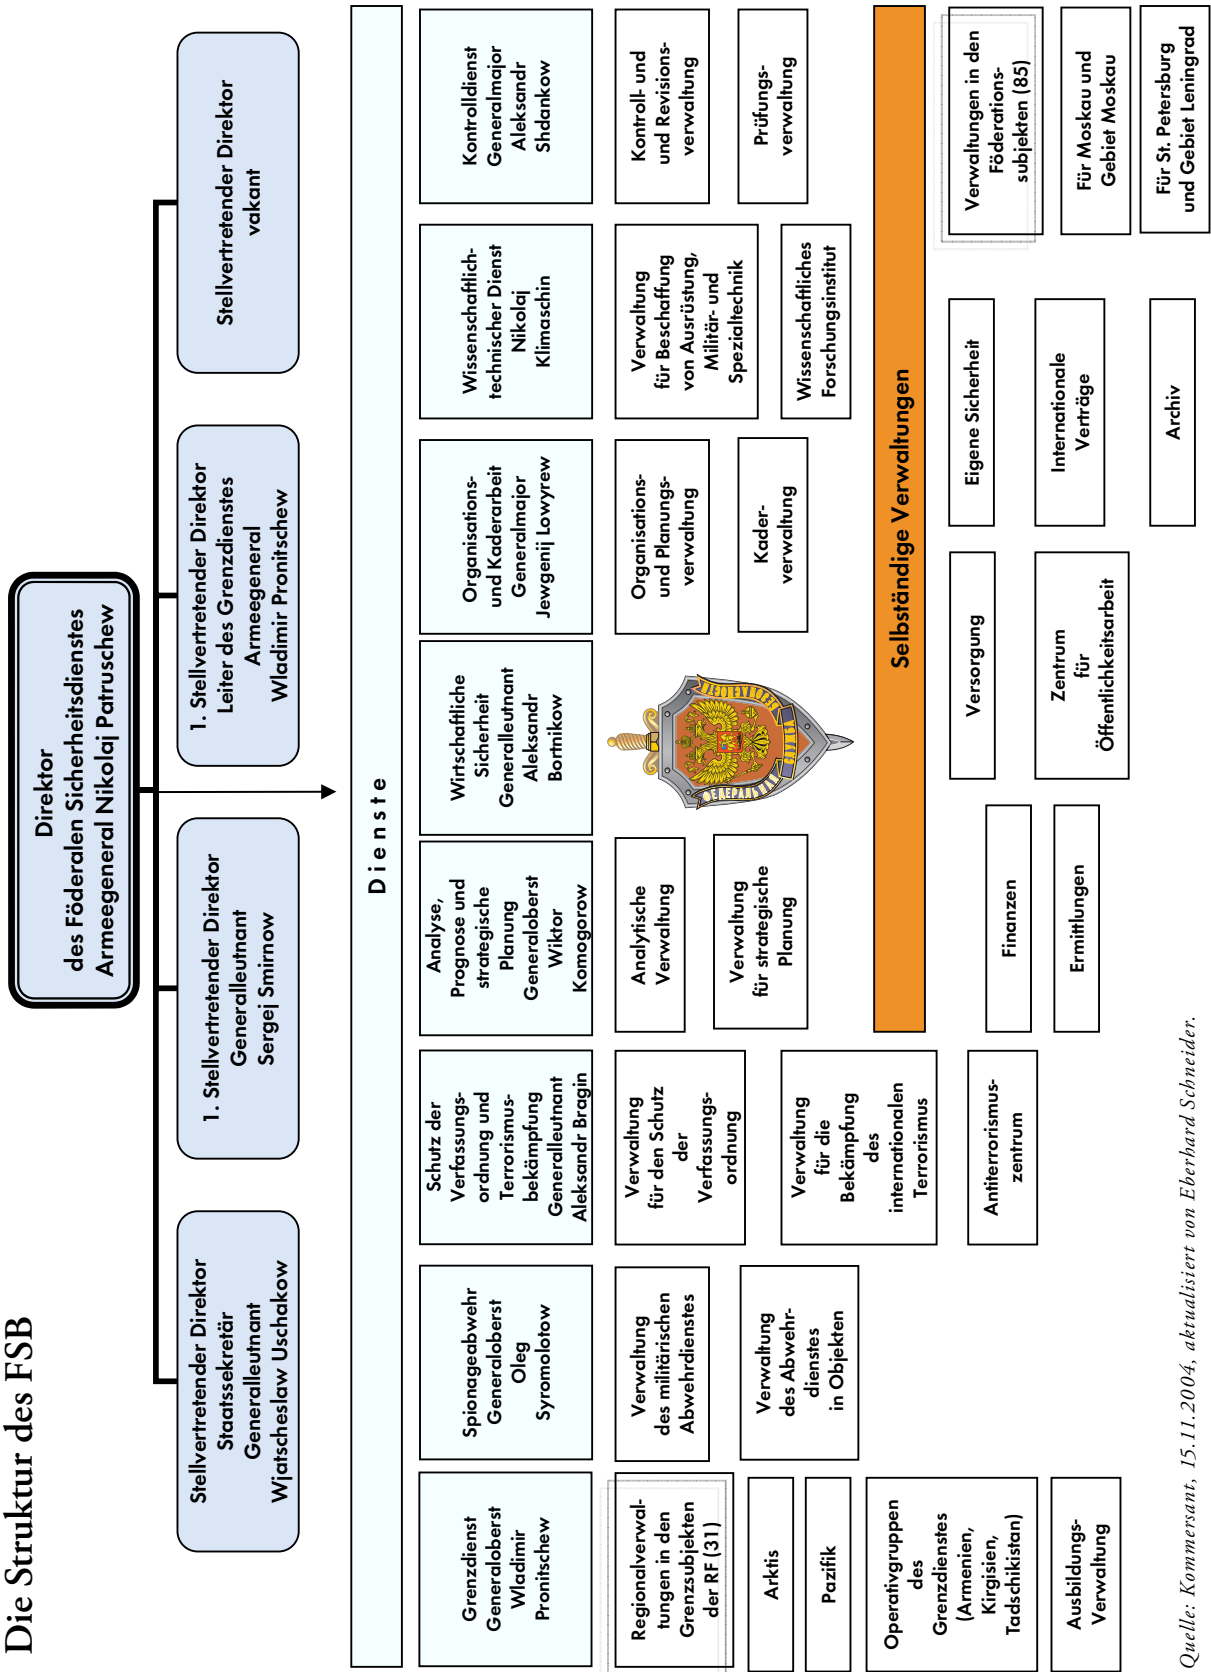 Die Struktur des FSB
Direktor
des Föderalen Sicherheitsdienstes
Armeegeneral Nikolaj Patruschew
Stellvertretender Direktor
Staatssekretär
Generalleutnant
Wjatscheslaw Uschakow
1. Stellvertretender Direktor
Generalleutnant
Sergej Smirnow
1. Stellvertretender Direktor
Leiter des Grenzdienstes
Armeegeneral
Wladimir Pronitschew
Stellvertretender Direktor
vakant
Dienste
Grenzdienst
Generaloberst
Wladimir
Pronitschew
Spionageabwehr
Generaloberst
Oleg
Syromolotow
Schutz der
Verfassungs-
ordnung und
Terrorismus-
bekämpfung
Generalleutnant
Aleksandr Bragin
Analyse,
Prognose und
strategische
Planung
Generaloberst
Wiktor
Komogorow
Wirtschaftliche
Sicherheit
Generalleutnant
Aleksandr
Bortnikow
Organisations-
und Kaderarbeit
Generalmajor
Jewgenij Lowyrew
Wissenschaftlich-
technischer Dienst
Nikolaj
Klimaschin
Kontrolldienst
Generalmajor
Aleksandr
Shdankow
Regionalverwal-
tungen in den
Grenzsubjekten
der RF (31)
Arktis
Pazifik
Operativgruppen
des
Grenzdienstes
(Armenien,
Kirgisien,
Tadschikistan)
Ausbildungs-
Verwaltung
Verwaltung
des militärischen
Abwehrdienstes
Verwaltung
des Abwehr-
dienstes
in Objekten
Verwaltung
für den Schutz
der
Verfassungs-
ordnung
Verwaltung
für die
Bekämpfung
des
internationalen
Terrorismus
Antiterrorismus-
zentrum
Analytische
Verwaltung
Verwaltung
für strategische
Planung
Organisations-
und Planungs-
verwaltung
Kader-
verwaltung
Verwaltung
für Beschaffung
von Ausrüstung,
Militär- und
Spezialtechnik
Wissenschaftliches
Forschungsinstitut
Kontroll- und
und Revisions-
verwaltung
Prüfungs-
verwaltung
Selbständige Verwaltungen
Finanzen
Ermittlungen
Versorgung
Zentrum
für
Öffentlichkeitsarbeit
Eigene Sicherheit
Internationale
Verträge
Archiv
Verwaltungen in den
Föderations-
subjekten (85)
Für Moskau und
Gebiet Moskau
Für St. Petersburg
und Gebiet Leningrad
Quelle: Kommersant, 15.11.2004, aktualisiert von Eberhard Schneider.